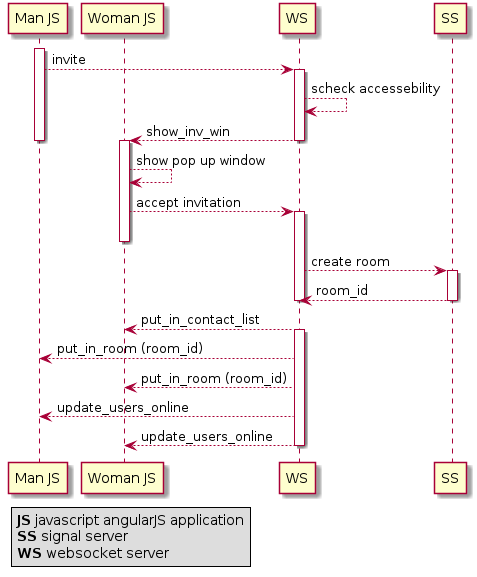 Man JS Woman JS WS SS
invite
scheck accessebility
show_inv_win
show pop up window
accept invitation
create room
room_id
put_in_contact_list
put_in_room (room_id)
put_in_room (room_id)
update_users_online
update_users_online
Man JS Woman JS WS SS
JS javascript angularJS application
SS signal server
WS websocket server